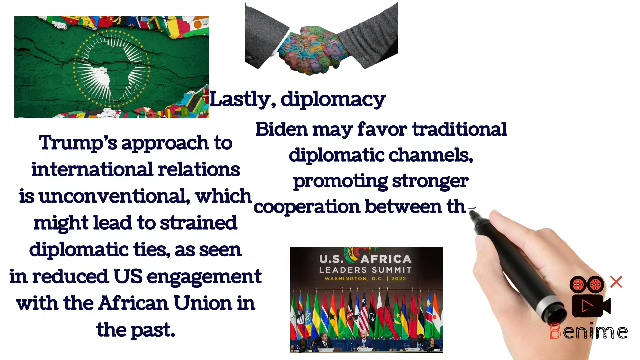 Lastly, diplomacy
Trump's approach to
international relations
is unconventional, which
might lead to strained
diplomatic ties, as seen
in reduced US engagement
with the African Union in
the past.
Biden may favor traditional
diplomatic channels,
promoting stronger
cooperation between th
U.S. AFRICA
LEADERS SUMMIT
WASHINGTON, D.C. | 2022
Benime